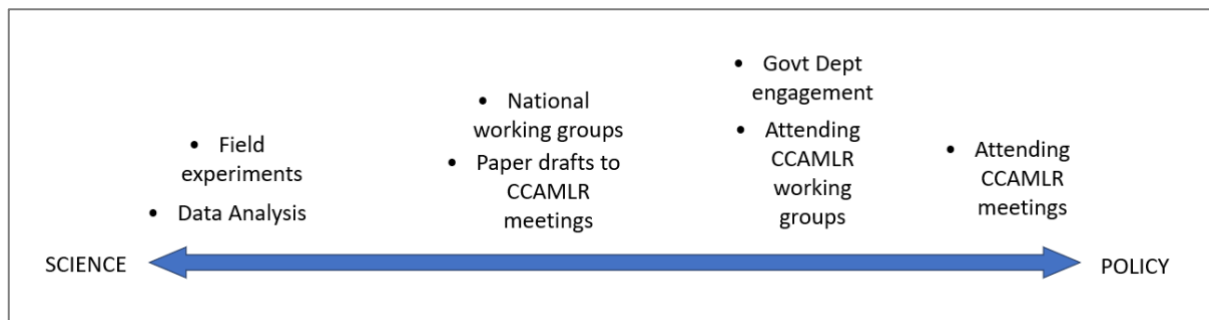 • Field
experiments
• Data Analysis
• National
working groups
• Paper drafts to
CCAMLR
meetings
• Govt Dept
engagement
• Attending
CCAMLR
working
groups
• Attending
CCAMLR
meetings
SCIENCE
POLICY